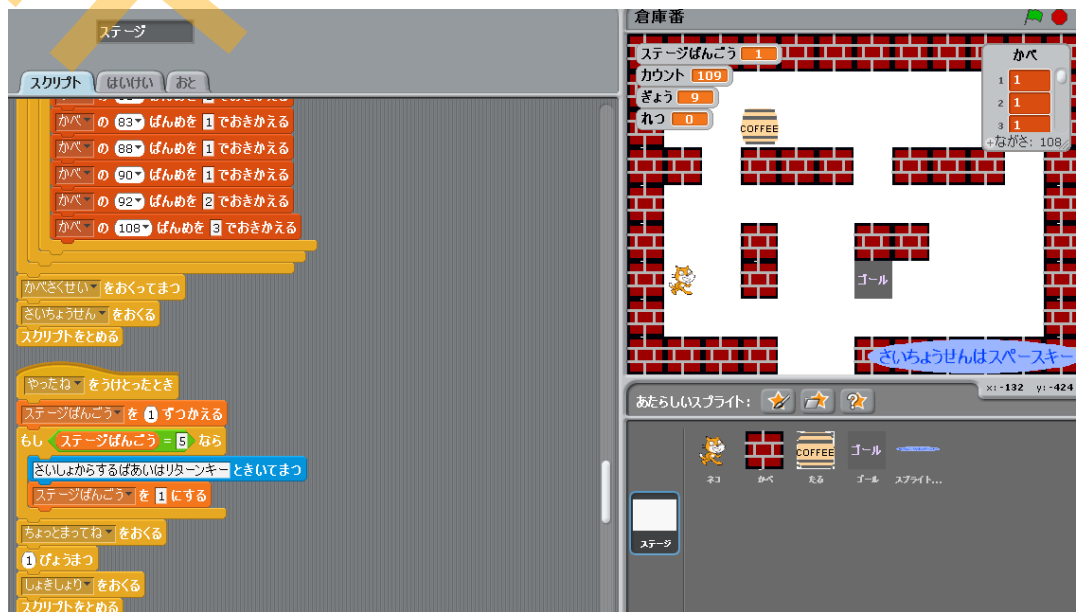 ステージ
スクリプト はいけい おと
かべ の 83 ばんめを 1 でおきかえる
かべ の 88 ばんめを 1 でおきかえる
かべ の 90 ばんめを 1 でおきかえる
かべ の 92 ばんめを 2 でおきかえる
かべ の 108 ばんめを 3 でおきかえる
かべさくせい をおくってまつ
さいちょうせん をおくる
スクリプトをとめる
やったね をうけとったとき
ステージばんごう を 1 ずつかえる
もし ステージばんごう = 5 なら
さいしょからするばあいはリターンキー ときいてまつ
ステージばんごう を 1 にする
ちょっとまってね をおくる
1 びょうまつ
しょきしょり をおくる
スクリプトをとめる
倉庫番
ステージばんごう 1
カウント 109
ぎょう 9
れつ 0
かべ
1 1
2 1
3 1
+ながさ: 108
COFFEE
ゴール
さいちょうせんはスペースキー
x: -132 y: -424
あたらしいスプライト:
COFFEE ゴール
ネコ かべ たる ゴール スプライト...
ステージ